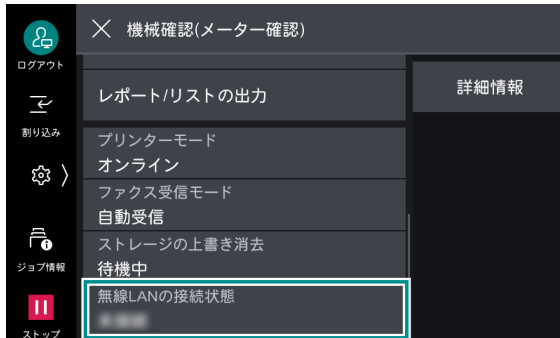 機械確認(メーター確認)
ログアウト
レポート/リストの出力
詳細情報
割り込み
プリンターモード
オンライン
ファクス受信モード
自動受信
ストレージの上書き消去
ジョブ情報
待機中
無線LANの接続状態
ストップ